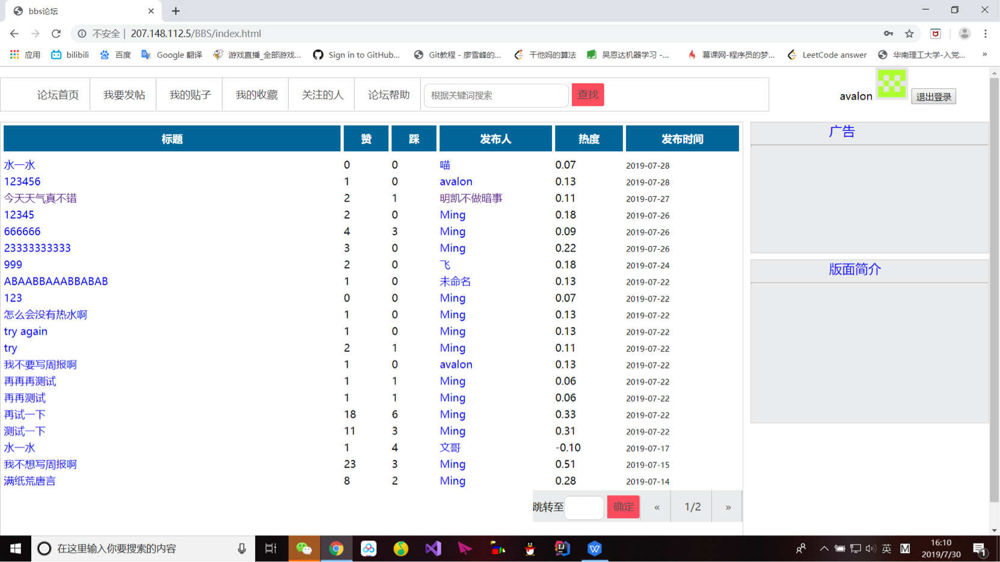 bbs论坛
不安全 | 207.148.112.5/BBS/index.html
应用 bilibili 百度 Google 翻译 游戏直播_全部游戏... Sign in to GitHub... Git教程 - 廖雪峰的... 干他妈的算法 吴恩达机器学习 -... 慕课网-程序员的梦... LeetCode answer 华南理工大学-入党... »
论坛首页 我要发帖 我的贴子 我的收藏 关注的人 论坛帮助 根据关键词搜索 查找 avalon 退出登录
标题 赞 踩 发布人 热度 发布时间
水一水 0 0 喵 0.07 2019-07-28
123456 1 0 avalon 0.13 2019-07-28
今天天气真不错 2 1 明凯不做暗事 0.11 2019-07-27
12345 2 0 Ming 0.18 2019-07-26
666666 4 3 Ming 0.09 2019-07-26
23333333333 3 0 Ming 0.22 2019-07-26
999 2 0 飞 0.18 2019-07-24
ABAABBAAABBABAB 1 0 未命名 0.13 2019-07-22
123 0 0 Ming 0.07 2019-07-22
怎么会没有热水啊 1 0 Ming 0.13 2019-07-22
try again 1 0 Ming 0.13 2019-07-22
try 2 1 Ming 0.11 2019-07-22
我不要写周报啊 1 0 avalon 0.13 2019-07-22
再再再测试 1 1 Ming 0.06 2019-07-22
再再测试 1 1 Ming 0.06 2019-07-22
再试一下 18 6 Ming 0.33 2019-07-22
测试一下 11 3 Ming 0.31 2019-07-22
水一水 1 4 文哥 -0.10 2019-07-17
我不想写周报啊 23 3 Ming 0.51 2019-07-15
满纸荒唐言 8 2 Ming 0.28 2019-07-14
跳转至 确定 « 1/2 »
广告
版面简介
在这里输入你要搜索的内容
英 M
16:10
2019/7/30
1